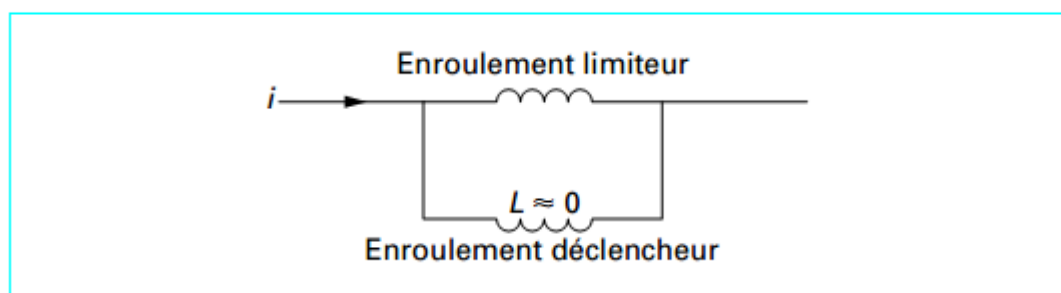 Enroulement limiteur
i
L ≈ 0
Enroulement déclencheur